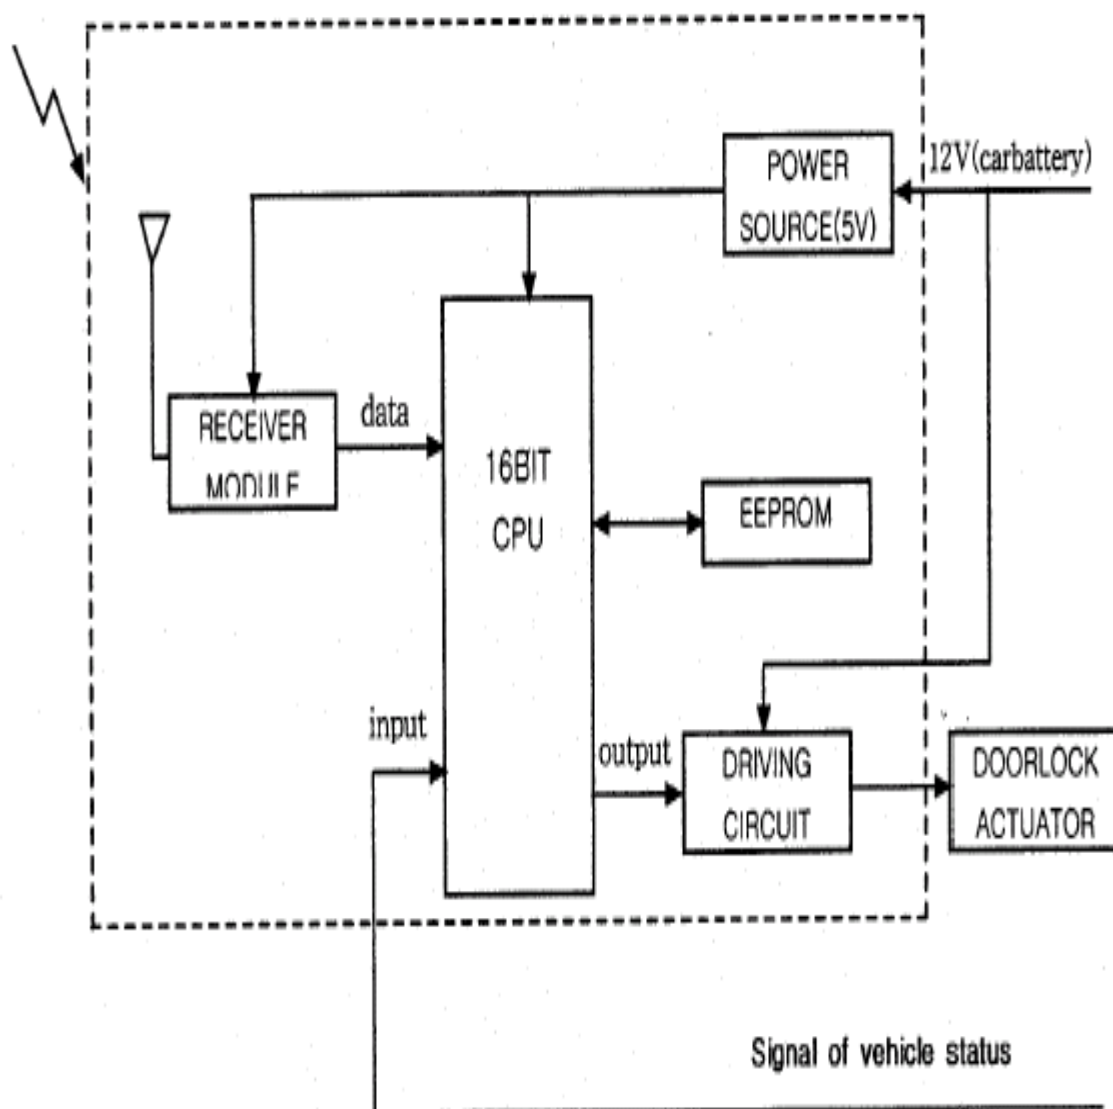 12V(carbattery)
POWER
SOURCE(5V)
RECEIVER
MODULE
data
16BIT
CPU
EEPROM
input
output
DRIVING
CIRCUIT
DOORLOCK
ACTUATOR
Signal of vehicle status